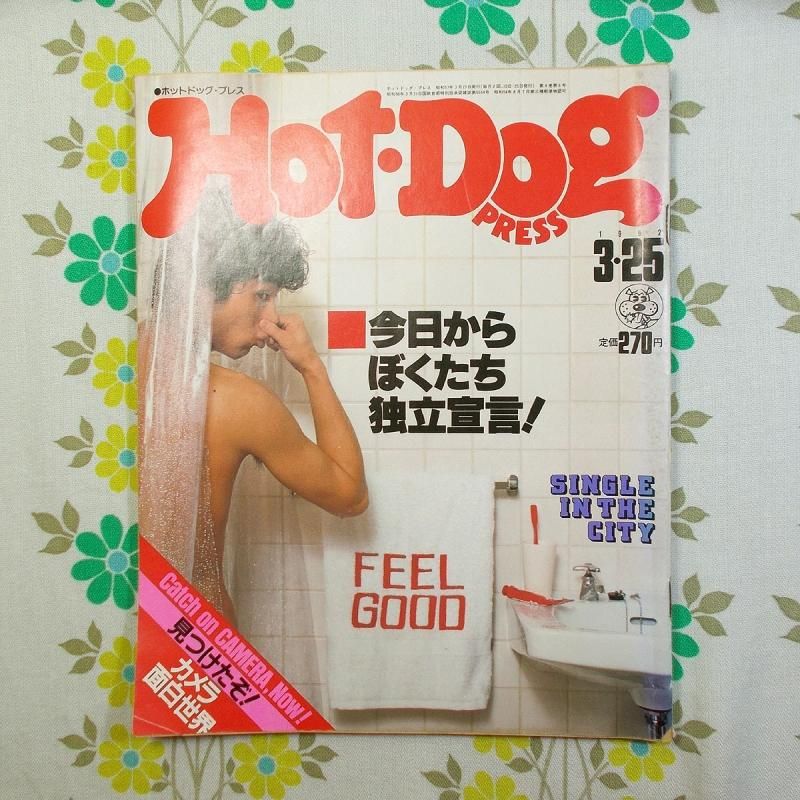 ●ホットドッグ・プレス
Hot・Dog
PRESS
1982
3・25
定価270円
■今日から
ぼくたち
独立宣言!
SINGLE
IN THE
CITY
FEEL
GOOD
Catch on CAMERA, Now!
見つけたぞ!
カメラ
面白世界